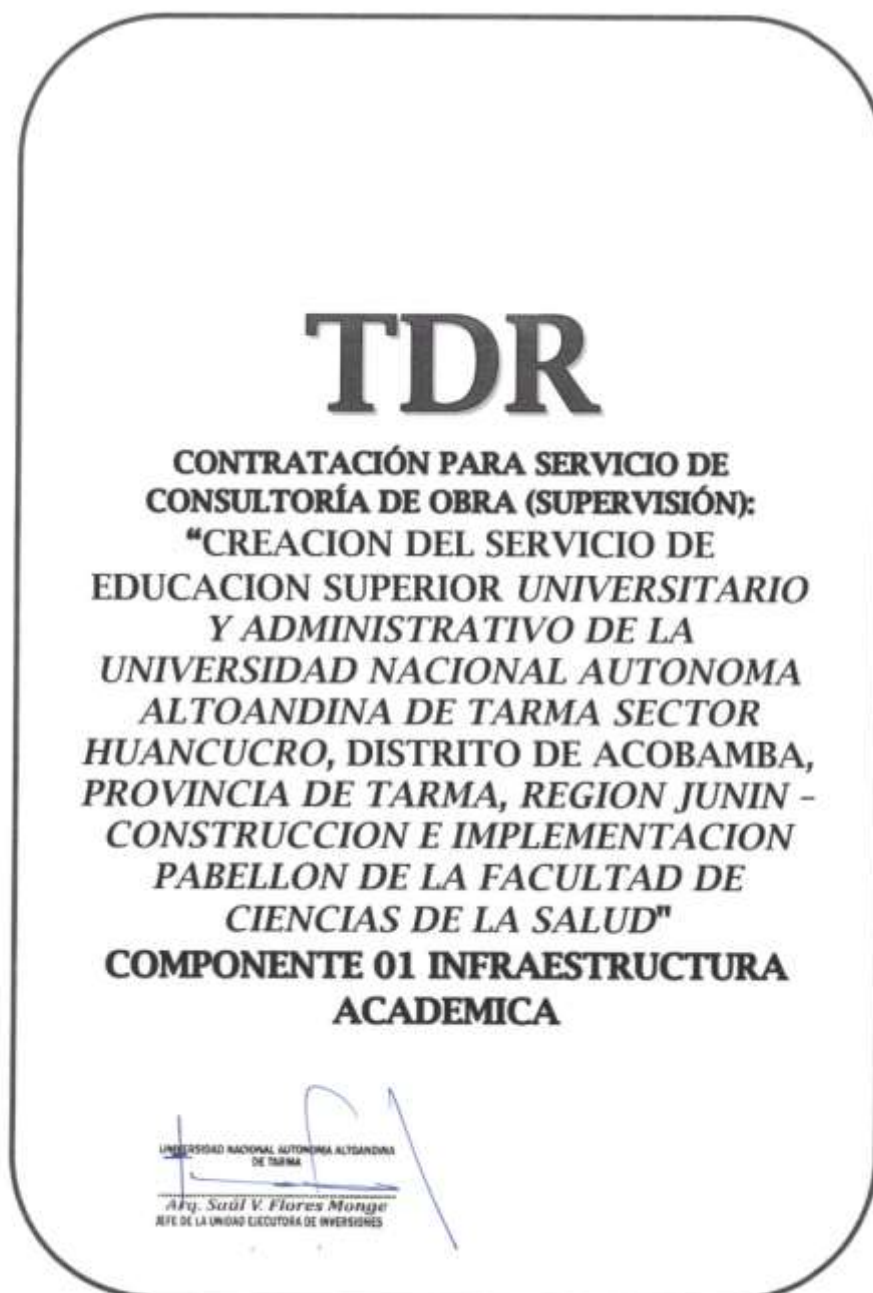 TDR
CONTRATACIÓN PARA SERVICIO DE
CONSULTORÍA DE OBRA (SUPERVISIÓN):
“CREACION DEL SERVICIO DE
EDUCACION SUPERIOR UNIVERSITARIO
Y ADMINISTRATIVO DE LA
UNIVERSIDAD NACIONAL AUTONOMA
ALTOANDINA DE TARMA SECTOR
HUANCUCRO, DISTRITO DE ACOBAMBA,
PROVINCIA DE TARMA, REGION JUNIN –
CONSTRUCCION E IMPLEMENTACION
PABELLON DE LA FACULTAD DE
CIENCIAS DE LA SALUD"
COMPONENTE 01 INFRAESTRUCTURA
ACADEMICA
UNIVERSIDAD NACIONAL AUTONOMA ALTOANDINA
DE TARMA
Arq. Saúl V. Flores Monge
JEFE DE LA UNIDAD EJECUTORA DE INVERSIONES